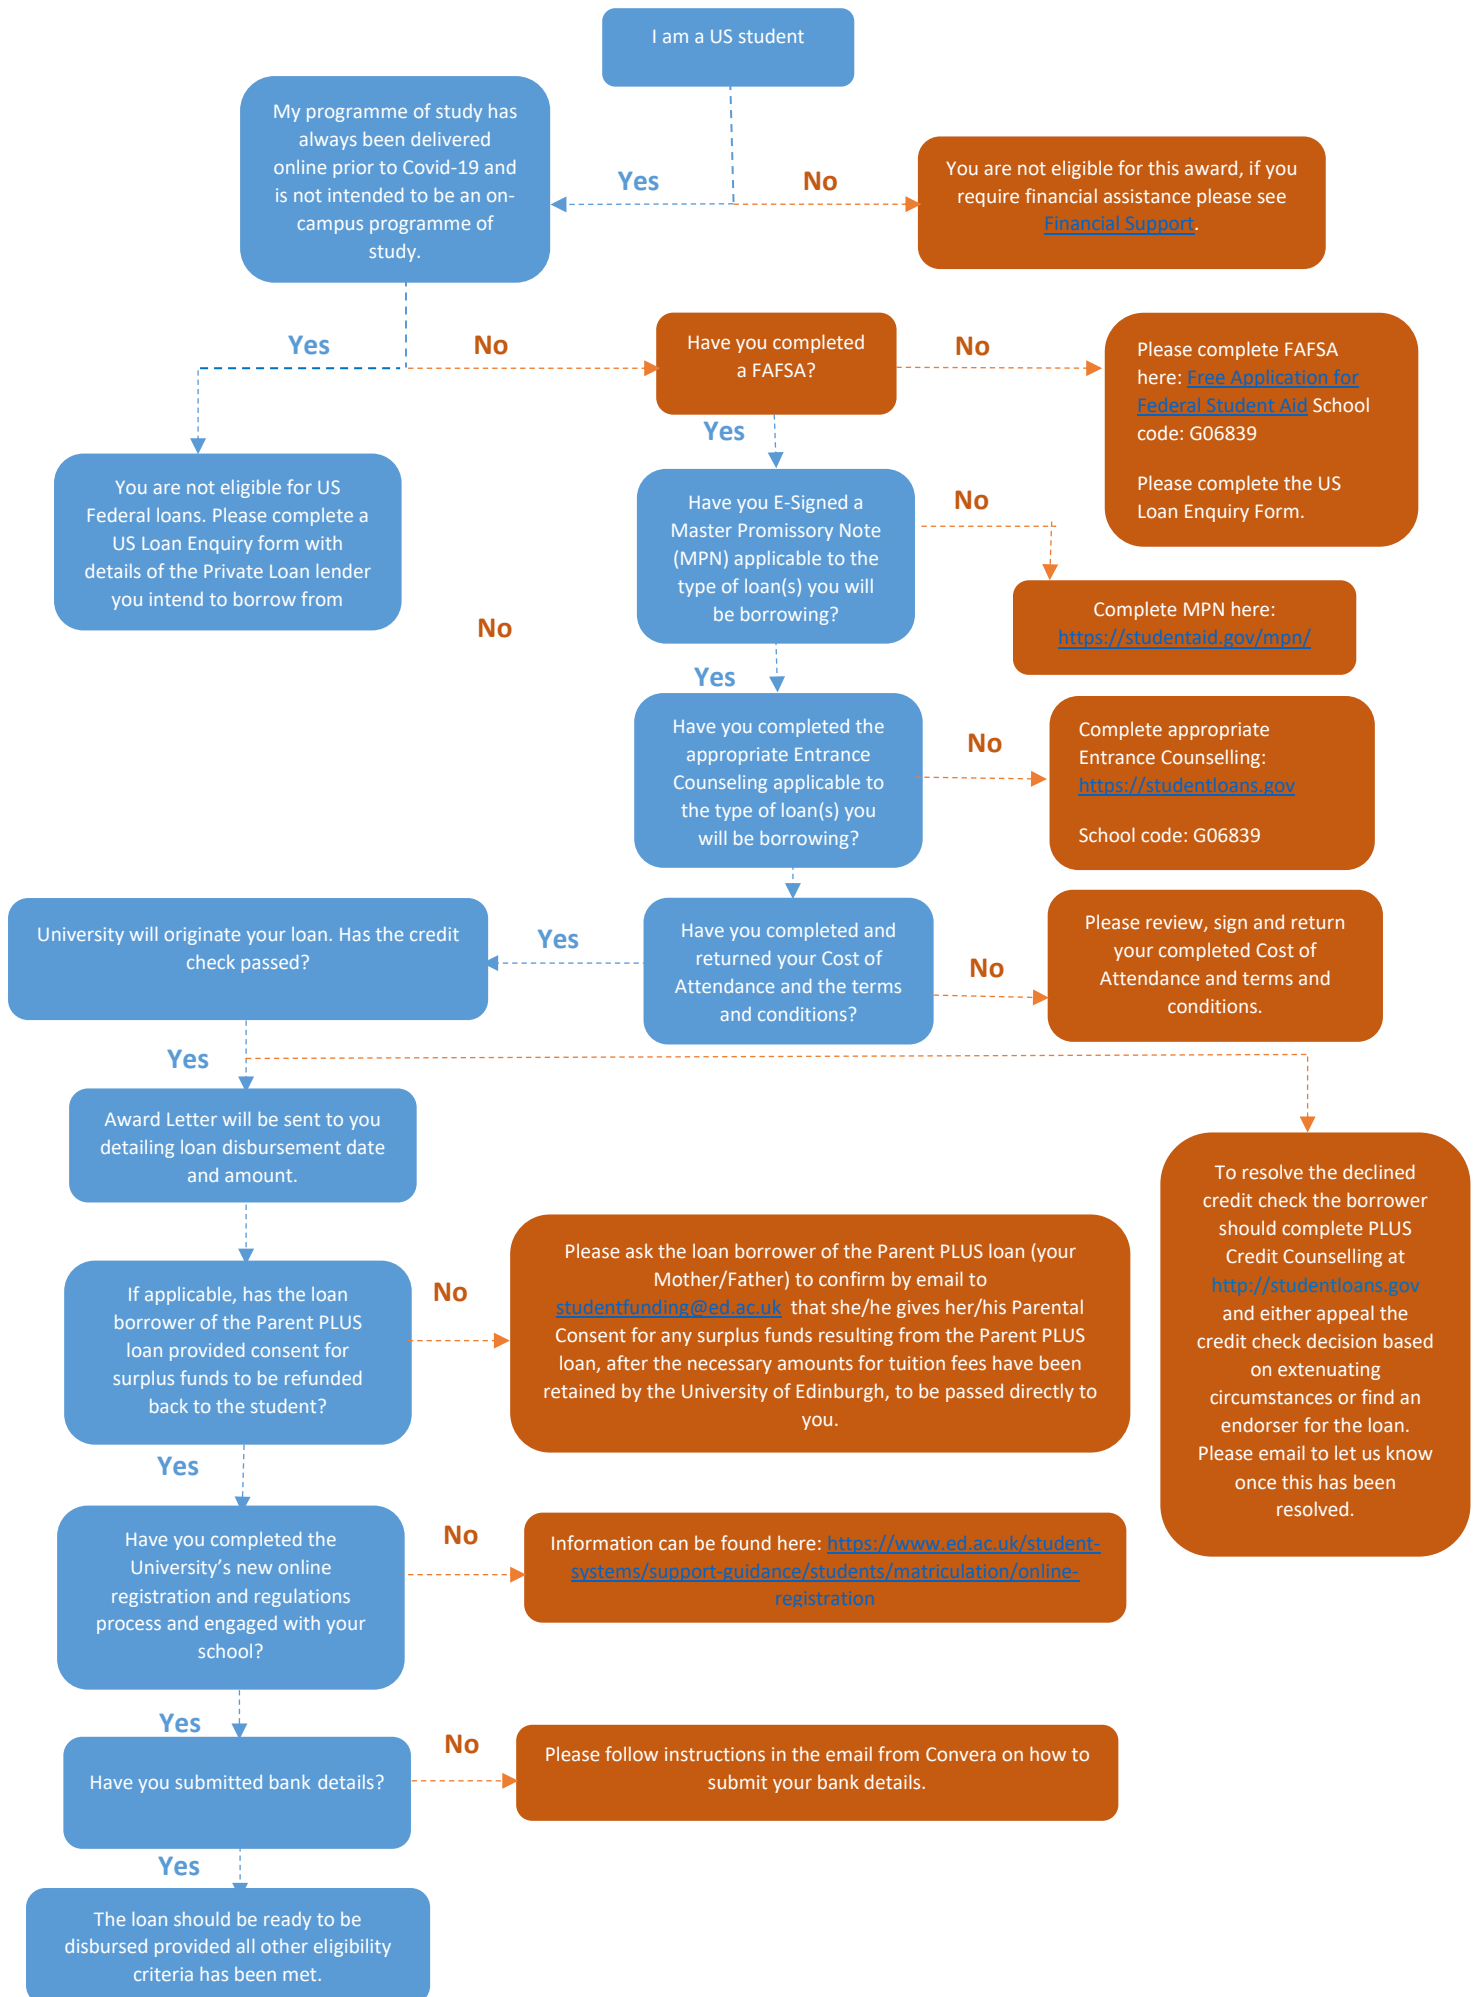 I am a US student
My programme of study has
always been delivered
online prior to Covid-19 and
is not intended to be an on-
campus programme of
study.
Yes
No
You are not eligible for this award, if you
require financial assistance please see
Financial Support.
Yes
No
Have you completed
a FAFSA?
No
Please complete FAFSA
here: Free Application for
Federal Student Aid School
code: G06839
Please complete the US
Loan Enquiry Form.
Yes
You are not eligible for US
Federal loans. Please complete a
US Loan Enquiry form with
details of the Private Loan lender
you intend to borrow from
Have you E-Signed a
Master Promissory Note
(MPN) applicable to the
type of loan(s) you will
be borrowing?
No
Complete MPN here:
https://studentaid.gov/mpn/
No
Yes
Have you completed the
appropriate Entrance
Counseling applicable to
the type of loan(s) you
will be borrowing?
No
Complete appropriate
Entrance Counselling:
https://studentloans.gov
School code: G06839
University will originate your loan. Has the credit
check passed?
Yes
Have you completed and
returned your Cost of
Attendance and the terms
and conditions?
No
Please review, sign and return
your completed Cost of
Attendance and terms and
conditions.
Yes
Award Letter will be sent to you
detailing loan disbursement date
and amount.
To resolve the declined
credit check the borrower
should complete PLUS
Credit Counselling at
http://studentloans.gov
and either appeal the
credit check decision based
on extenuating
circumstances or find an
endorser for the loan.
Please email to let us know
once this has been
resolved.
If applicable, has the loan
borrower of the Parent PLUS
loan provided consent for
surplus funds to be refunded
back to the student?
No
Please ask the loan borrower of the Parent PLUS loan (your
Mother/Father) to confirm by email to
studentfunding@ed.ac.uk that she/he gives her/his Parental
Consent for any surplus funds resulting from the Parent PLUS
loan, after the necessary amounts for tuition fees have been
retained by the University of Edinburgh, to be passed directly to
you.
Yes
Have you completed the
University’s new online
registration and regulations
process and engaged with your
school?
No
Information can be found here: https://www.ed.ac.uk/student-
systems/support-guidance/students/matriculation/online-
registration
Yes
Have you submitted bank details?
No
Please follow instructions in the email from Convera on how to
submit your bank details.
Yes
The loan should be ready to be
disbursed provided all other eligibility
criteria has been met.